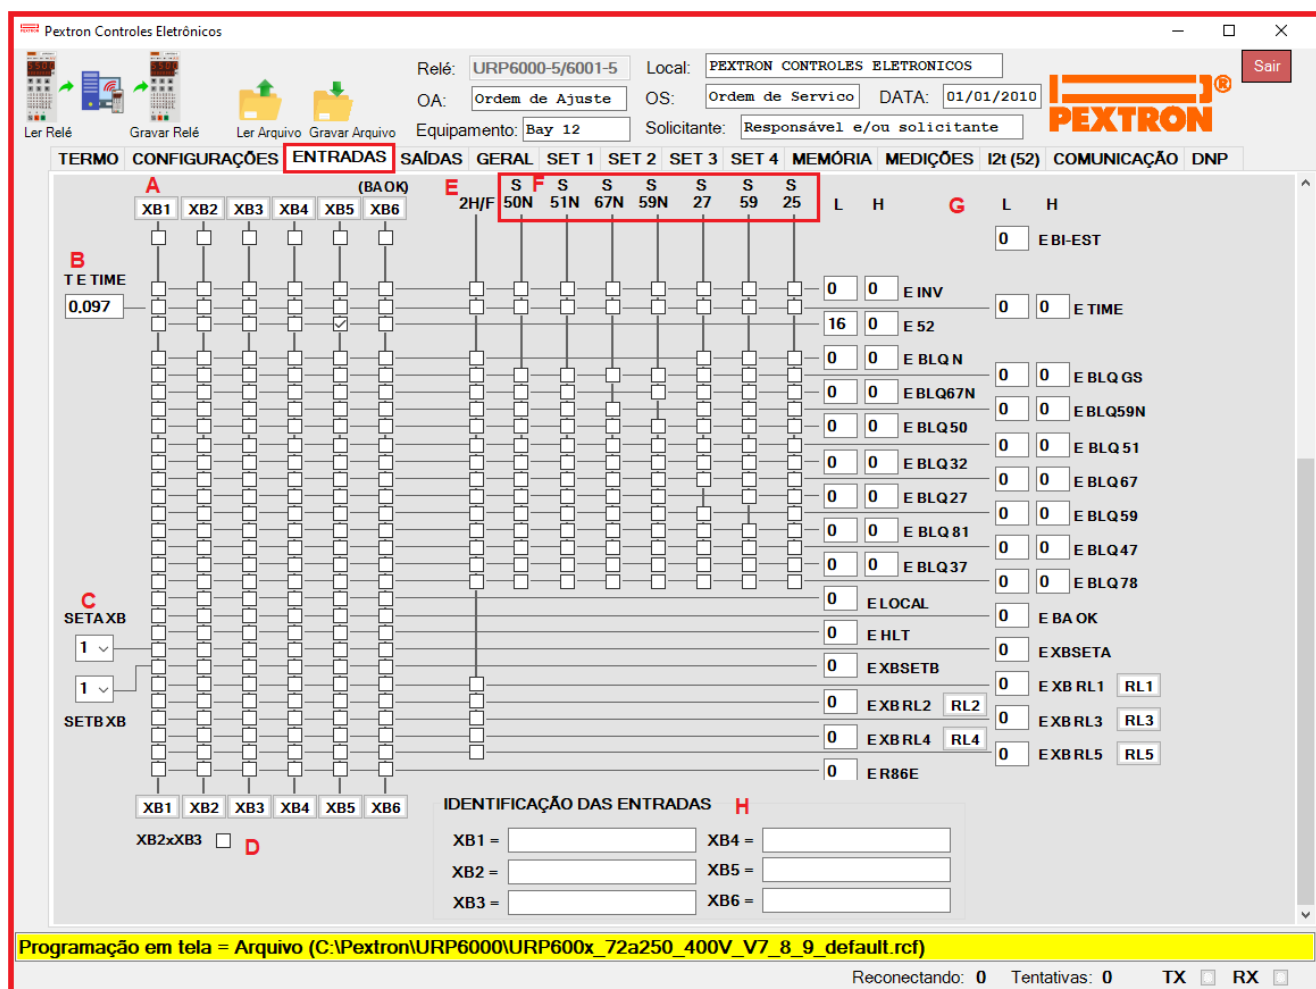 Pextron Controles Eletrônicos
Relé: URP6000-5/6001-5 Local: PEXTRON CONTROLES ELETRONICOS Sair
OA: Ordem de Ajuste OS: Ordem de Servico DATA: 01/01/2010
PEXTRON ®
Ler Relé Gravar Relé Ler Arquivo Gravar Arquivo Equipamento: Bay 12 Solicitante: Responsável e/ou solicitante
TERMO CONFIGURAÇÕES ENTRADAS SAÍDAS GERAL SET 1 SET 2 SET 3 SET 4 MEMÓRIA MEDIÇÕES I2t (52) COMUNICAÇÃO DNP
A (BA OK) E S F S S S S S S
XB1 XB2 XB3 XB4 XB5 XB6 2H/F 50N 51N 67N 59N 27 59 25 L H G L H
0 E BI-EST
B
T E TIME
0 0 E INV
0.097 0 0 E TIME
16 0 E 52
0 0 E BLQ N
0 0 E BLQ GS
0 0 E BLQ67N
0 0 E BLQ59N
0 0 E BLQ 50
0 0 E BLQ 51
0 0 E BLQ32
0 0 E BLQ67
0 0 E BLQ27
0 0 E BLQ59
0 0 E BLQ 81
0 0 E BLQ47
0 0 E BLQ37
0 0 E BLQ78
C 0 E LOCAL
SETA XB 0 E BA OK
1 0 E HLT
0 E XBSETA
0 E XBSETB
1 0 E XB RL1 RL1
0 E XB RL2 RL2
SETB XB 0 E XB RL3 RL3
0 E XB RL4 RL4
0 E XB RL5 RL5
0 E R86E
XB1 XB2 XB3 XB4 XB5 XB6 IDENTIFICAÇÃO DAS ENTRADAS H
XB2xXB3 D XB1 = XB4 =
XB2 = XB5 =
XB3 = XB6 =
Programação em tela = Arquivo (C:\Pextron\URP6000\URP600x_72a250_400V_V7_8_9_default.rcf)
Reconectando: 0 Tentativas: 0 TX RX